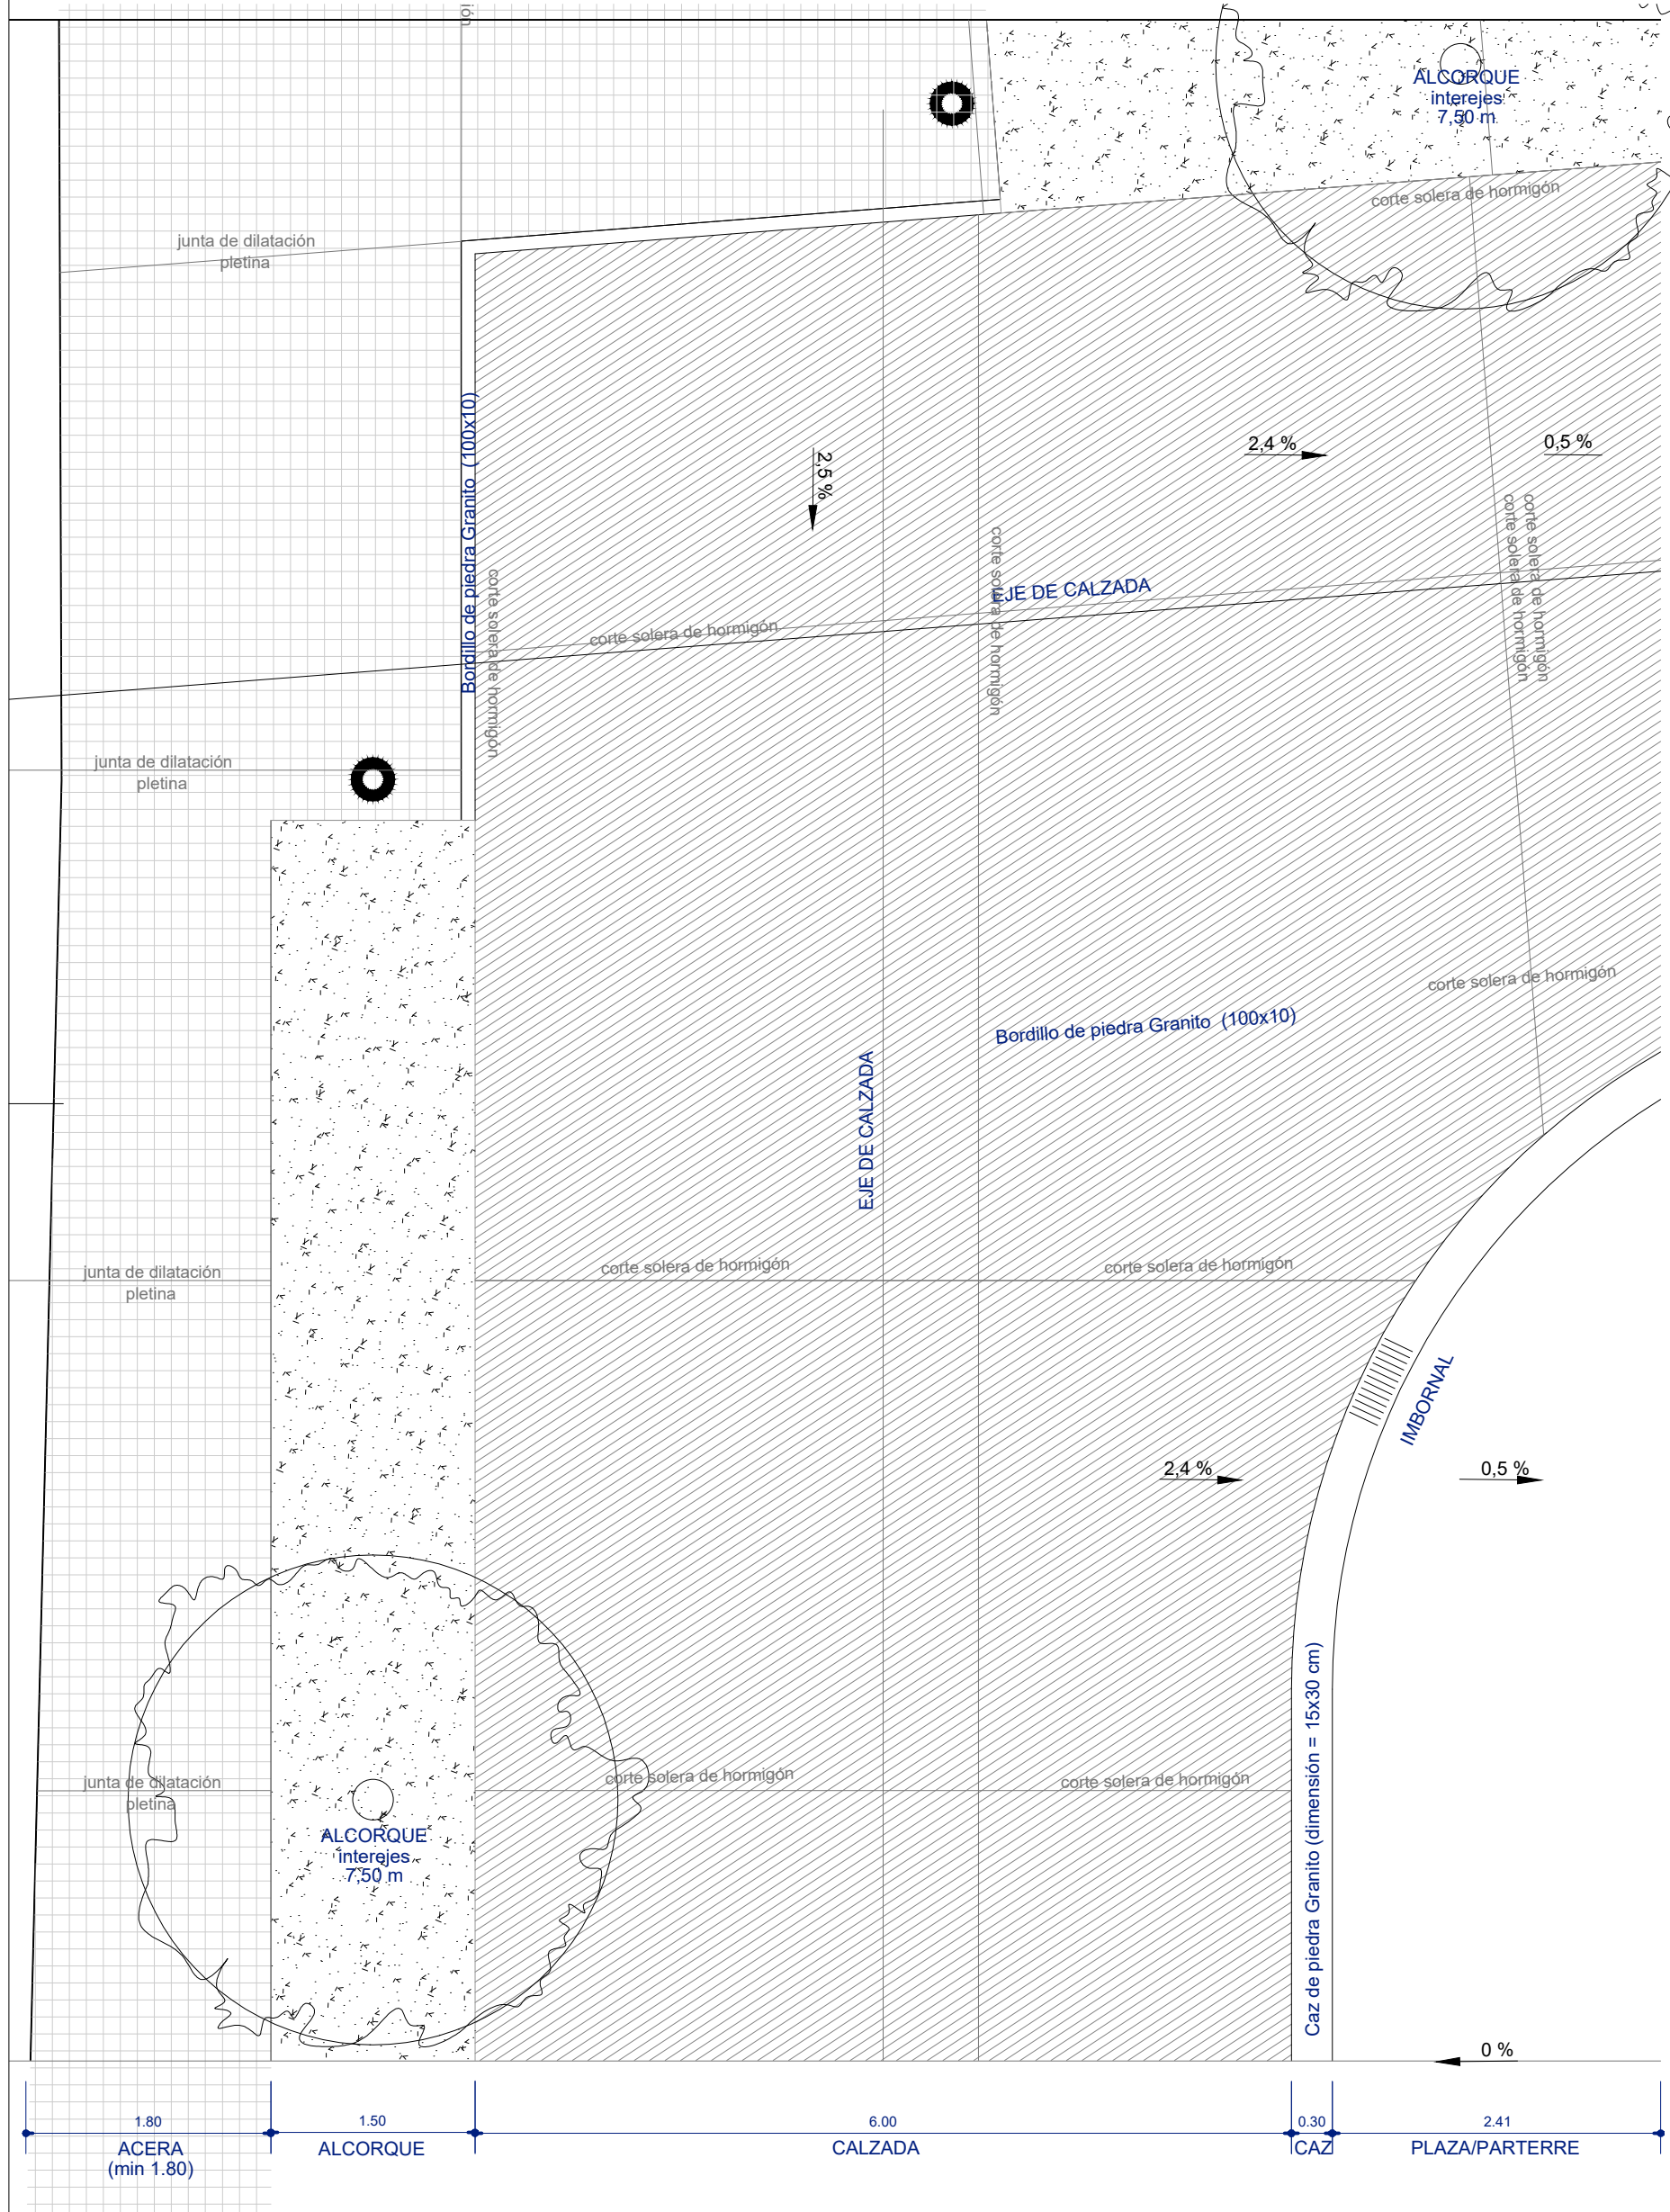 ión
ALCORQUE
interejes
7,50 m
corte solera de hormigón
junta de dilatación
pletina
Bordillo de piedra Granito (100x10)
2,5 %
2,4 %
0,5 %
corte solera de hormigón
corte solera de hormigón
corte solera de hormigón
corte solera de hormigón
EJE DE CALZADA
corte solera de hormigón
junta de dilatación
pletina
corte solera de hormigón
Bordillo de piedra Granito (100x10)
EJE DE CALZADA
junta de dilatación
pletina
corte solera de hormigón
corte solera de hormigón
IMBORNAL
2,4 %
0,5 %
Caz de piedra Granito (dimensión = 15x30 cm)
junta de dilatación
pletina
corte solera de hormigón
corte solera de hormigón
ALCORQUE
interejes
7,50 m
0 %
1.80
1.50
6.00
0.30
2.41
ACERA
(min 1.80)
ALCORQUE
CALZADA
CAZ
PLAZA/PARTERRE